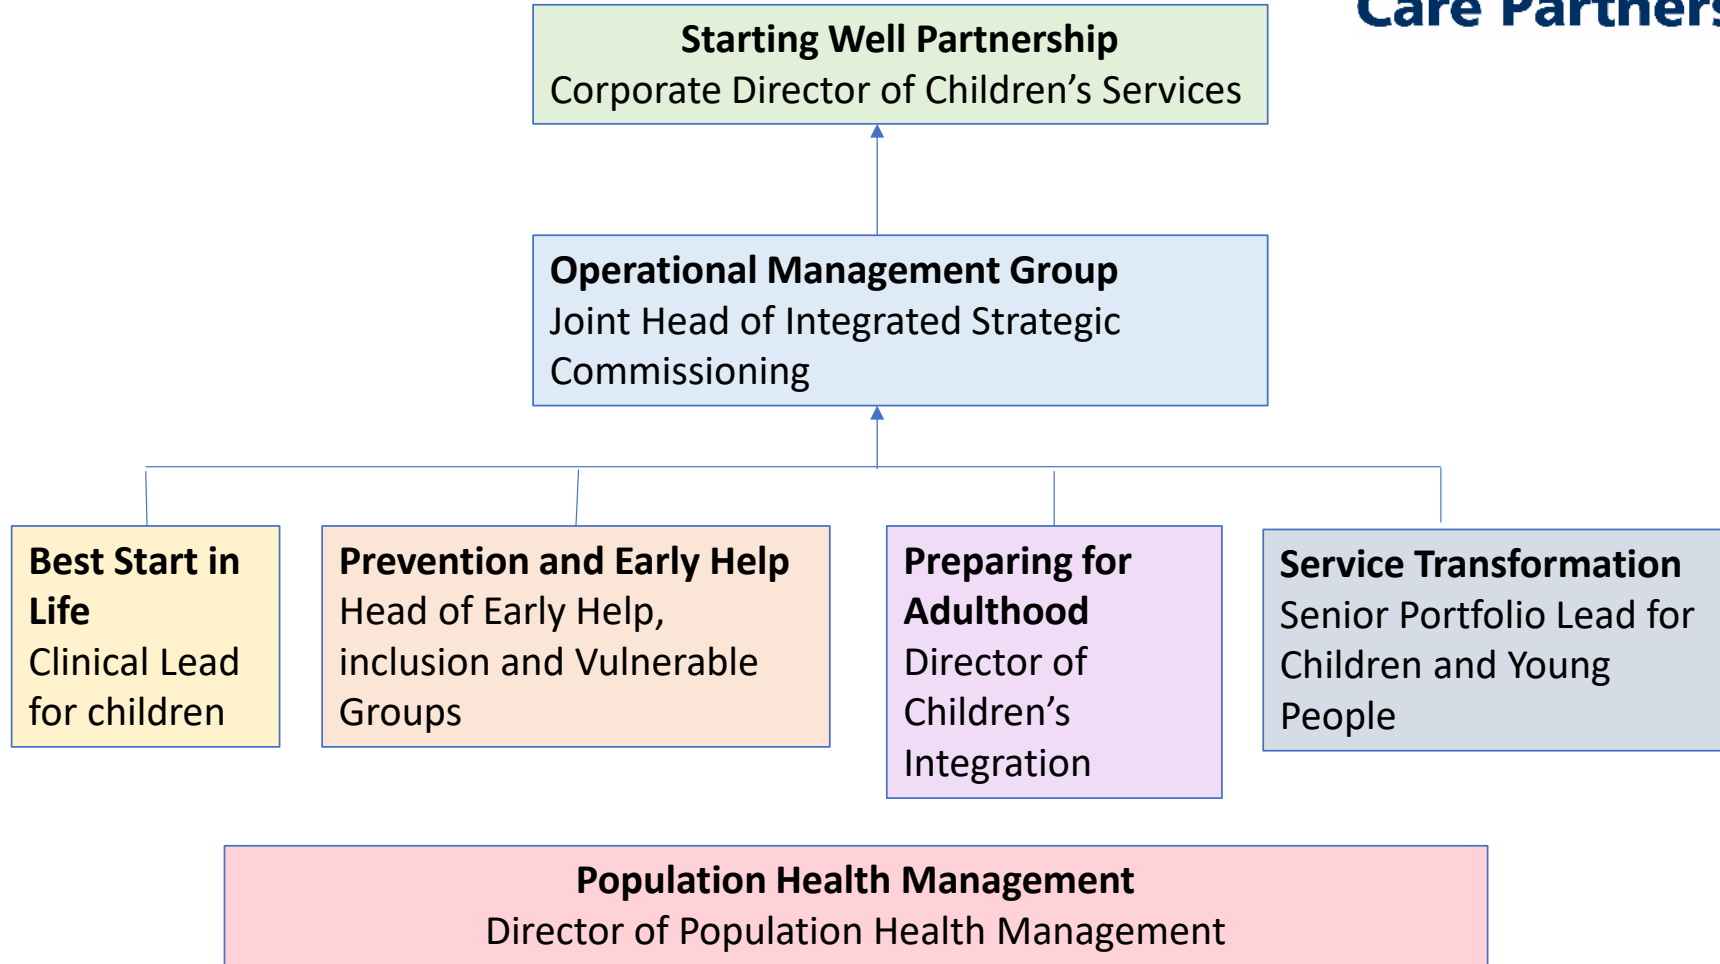 Care Partners
Starting Well Partnership
Corporate Director of Children’s Services
Operational Management Group
Joint Head of Integrated Strategic
Commissioning
Best Start in
Life
Clinical Lead
for children
Prevention and Early Help
Head of Early Help,
inclusion and Vulnerable
Groups
Preparing for
Adulthood
Director of
Children’s
Integration
Service Transformation
Senior Portfolio Lead for
Children and Young
People
Population Health Management
Director of Population Health Management